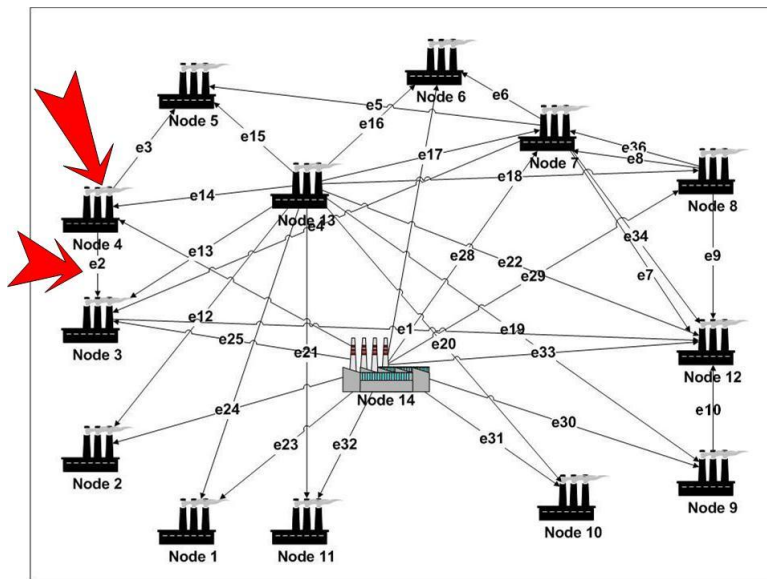 Node 6
Node 5
e5
e6
e16
e15
e3
e17
Node 7
e36
e8
e18
e14
Node 13
Node 8
Node 4
e4
e34
e13
e28
e2
e22
e9
e29
e7
e12
Node 3
e1
e19
e25
e20
e21
e33
Node 12
Node 14
e24
e10
e30
e31
e23
e32
Node 2
Node 9
Node 10
Node 1
Node 11